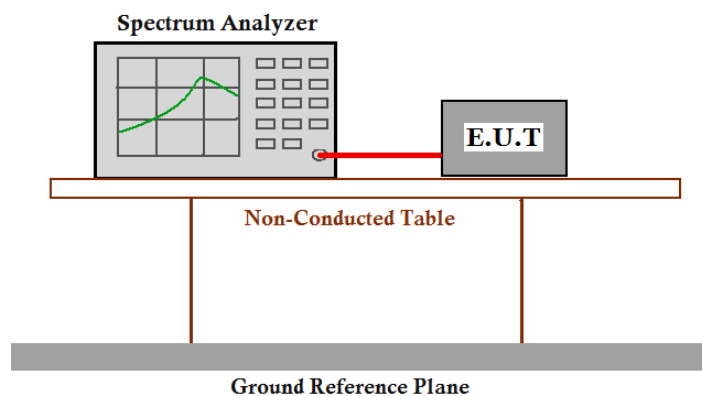 Spectrum Analyzer
E.U.T
Non-Conducted Table
Ground Reference Plane